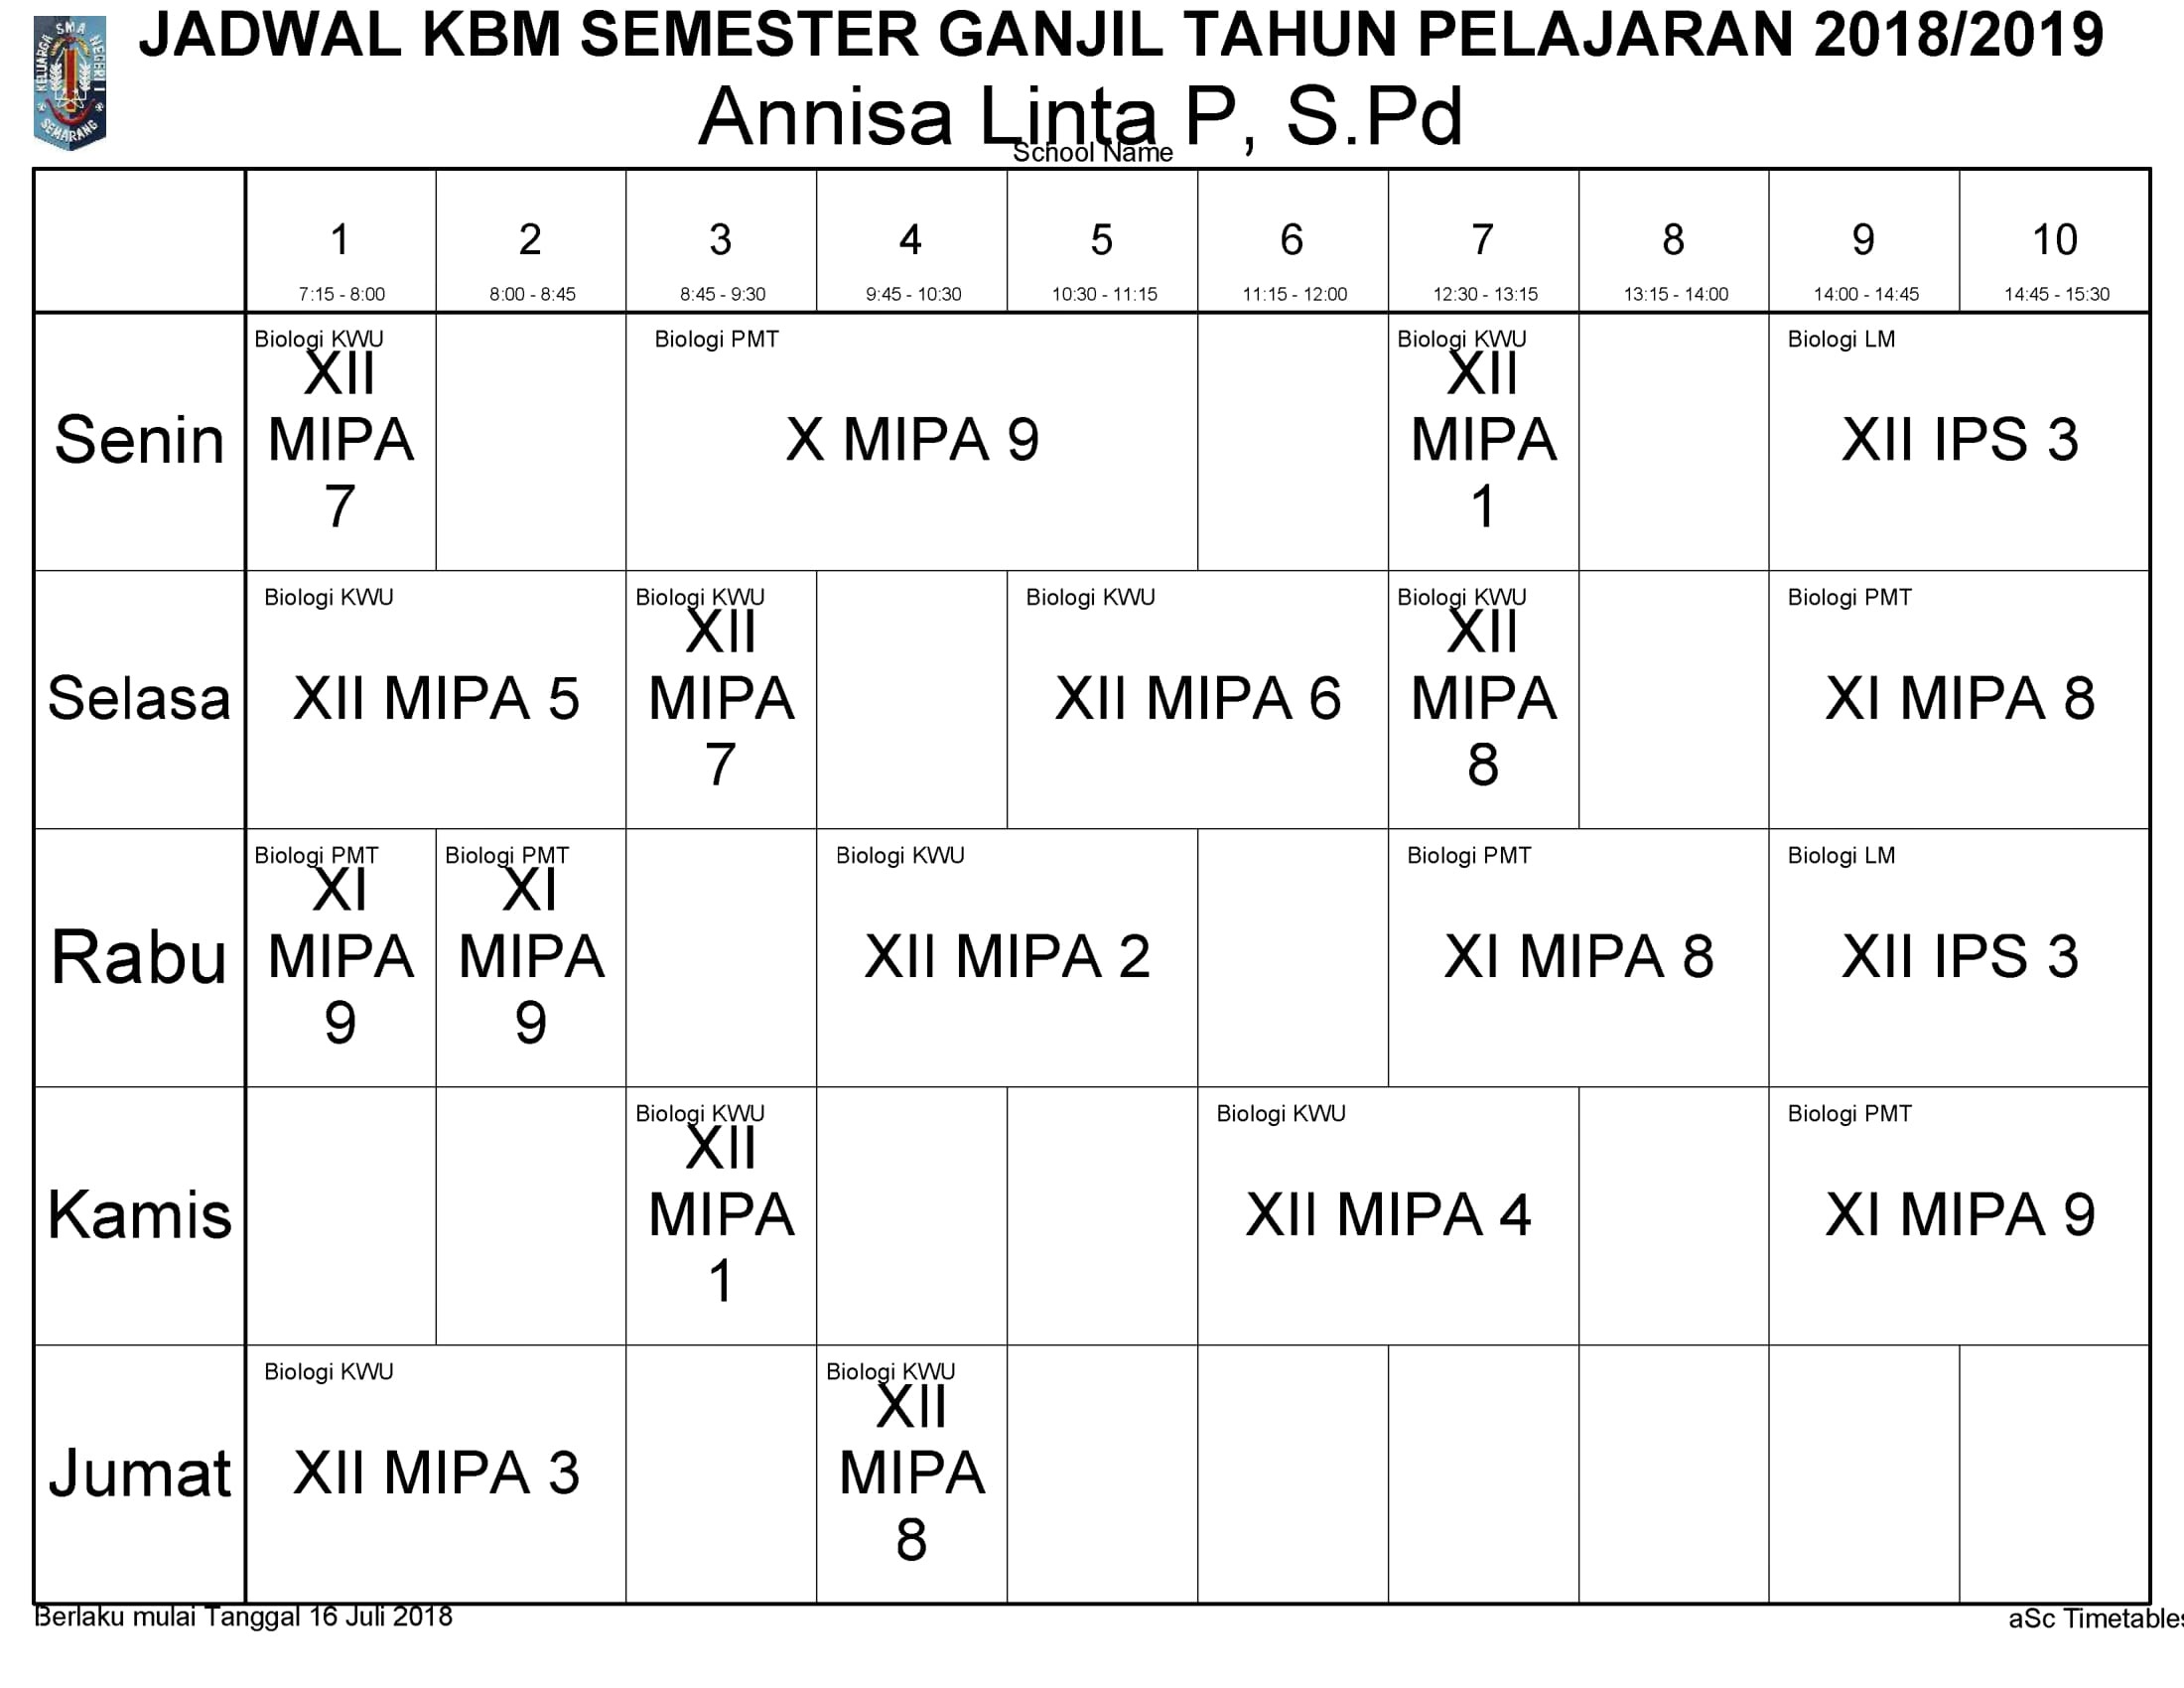 JADWAL KBM SEMESTER GANJIL TAHUN PELAJARAN 2018/2019
KELUARGA SMA NEGERI 1
SEMARANG
Annisa Linta P, S.Pd
School Name
1 2 3 4 5 6 7 8 9 10
7:15 - 8:00 8:00 - 8:45 8:45 - 9:30 9:45 - 10:30 10:30 - 11:15 11:15 - 12:00 12:30 - 13:15 13:15 - 14:00 14:00 - 14:45 14:45 - 15:30
Senin
Biologi KWU
XII
MIPA
7
Biologi PMT
X MIPA 9
Biologi KWU
XII
MIPA
1
Biologi LM
XII IPS 3
Selasa
Biologi KWU
XII MIPA 5
Biologi KWU
XII
MIPA
7
Biologi KWU
XII MIPA 6
Biologi KWU
XII
MIPA
8
Biologi PMT
XI MIPA 8
Rabu
Biologi PMT
XI
MIPA
9
Biologi PMT
XI
MIPA
9
Biologi KWU
XII MIPA 2
Biologi PMT
XI MIPA 8
Biologi LM
XII IPS 3
Kamis
Biologi KWU
XII
MIPA
1
Biologi KWU
XII MIPA 4
Biologi PMT
XI MIPA 9
Jumat
Biologi KWU
XII MIPA 3
Biologi KWU
XII
MIPA
8
Berlaku mulai Tanggal 16 Juli 2018
aSc Timetables